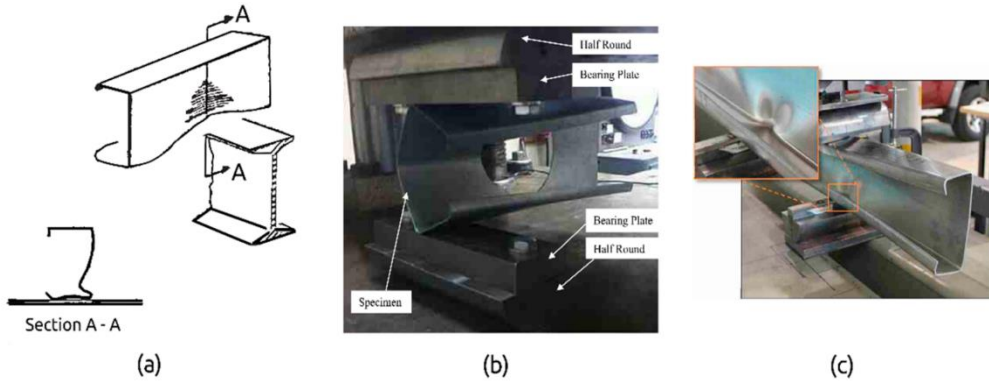 A
A
Section A - A
(a)
Half Round
Bearing Plate
Bearing Plate
Half Round
Specimen
(b)
(c)